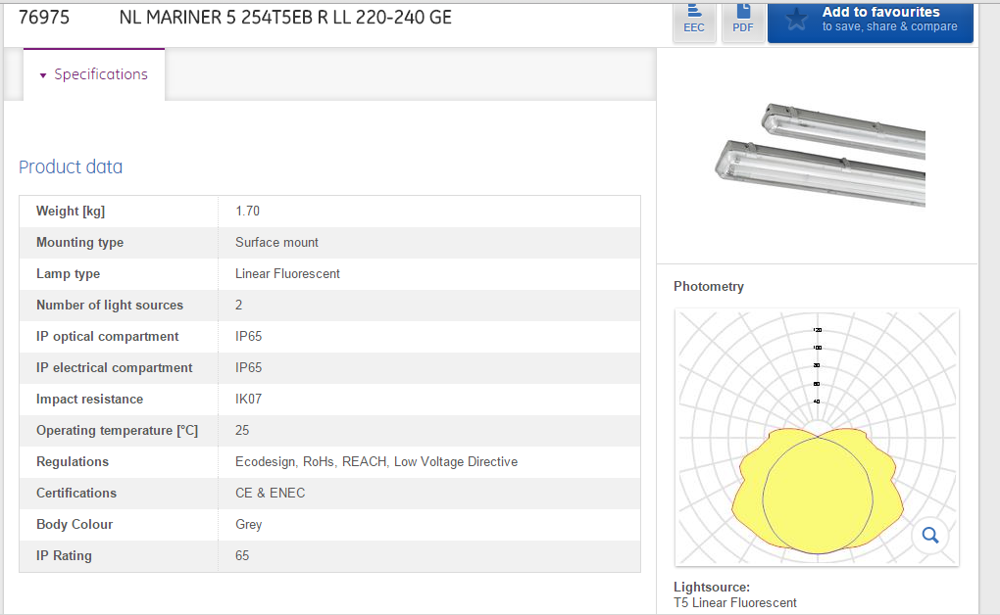 76975 NL MARINER 5 254T5EB R LL 220-240 GE
EEC
PDF
Add to favourites
to save, share & compare
Specifications
Product data
Weight [kg] 1.70
Mounting type Surface mount
Lamp type Linear Fluorescent
Number of light sources 2
IP optical compartment IP65
IP electrical compartment IP65
Impact resistance IK07
Operating temperature [°C] 25
Regulations Ecodesign, RoHs, REACH, Low Voltage Directive
Certifications CE & ENEC
Body Colour Grey
IP Rating 65
Photometry
120
100
80
60
40
Lightsource:
T5 Linear Fluorescent